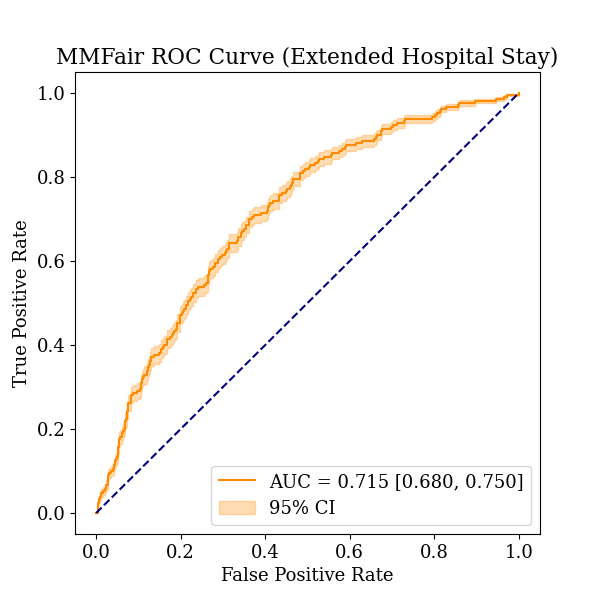 MMFair ROC Curve (Extended Hospital Stay)
True Positive Rate
1.0
0.8
0.6
0.4
0.2
0.0
AUC = 0.715 [0.680, 0.750]
95% CI
0.0 0.2 0.4 0.6 0.8 1.0
False Positive Rate